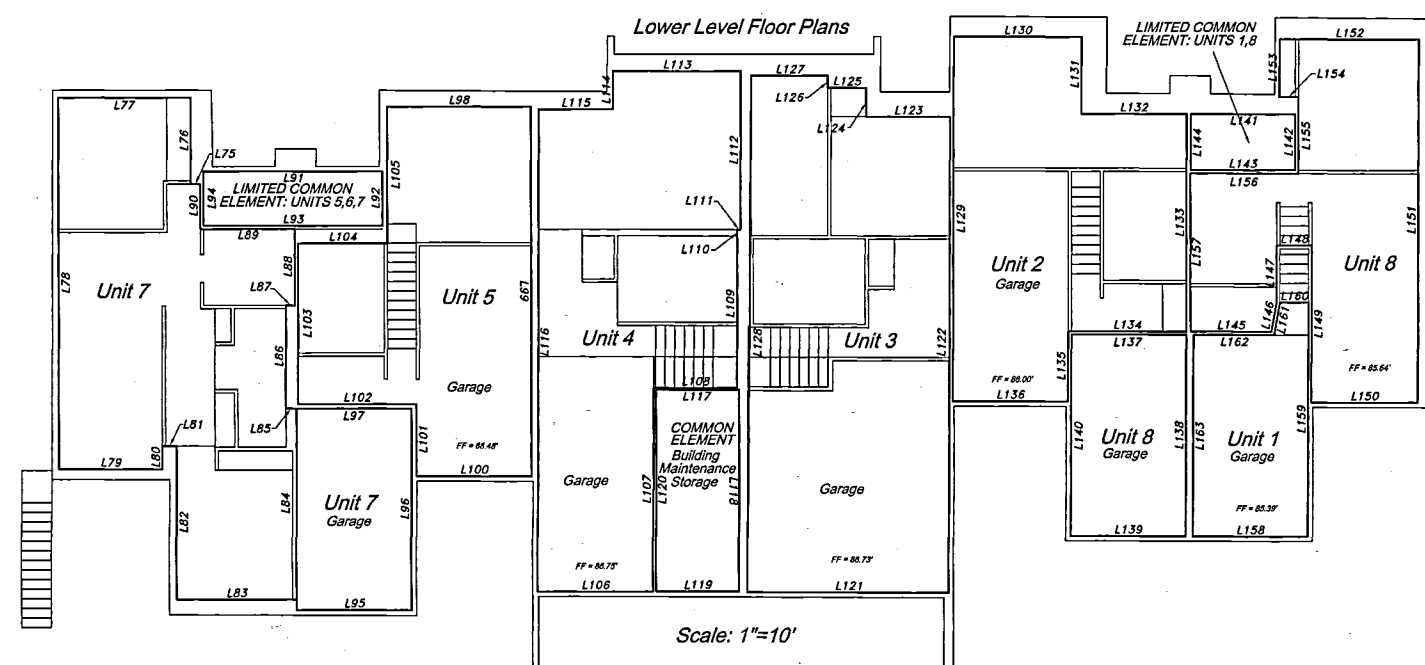 Lower Level Floor Plans
LIMITED COMMON
ELEMENT: UNITS 1,8
L130
L152
L113
L127
L125
L126
L114
L115
L123
L124
L131
L132
L153
L154
L77
L98
L76
L75
L141
L144
L142
L155
L143
L112
L105
L91
LIMITED COMMON
ELEMENT: UNITS 5,6,7
L94
L92
L93
L90
L156
L111
L129
L133
L151
L104
L89
L110
L148
L88
L78
L157
L147
L87
Unit 7
Unit 5
L99
L109
Unit 2
Garage
Unit 8
L160
L146
L161
L149
L103
L116
Unit 4
L128
Unit 3
L122
L134
L145
L86
L137
L162
L135
Garage
L108
FF = 86.00'
FF = 85.64'
L117
L136
L150
L102
L97
L85
L81
L101
COMMON
ELEMENT
Building
Maintenance
Storage
L140
Unit 8
Garage
L138
L163
Unit 1
Garage
L159
L80
FF = 88.48'
L79
L100
Garage
L107
L120
L118
Garage
L82
L84
Unit 7
Garage
L96
FF = 85.39'
L139
L158
FF = 86.75'
FF = 86.73'
L106
L119
L121
L83
L95
Scale: 1"=10'